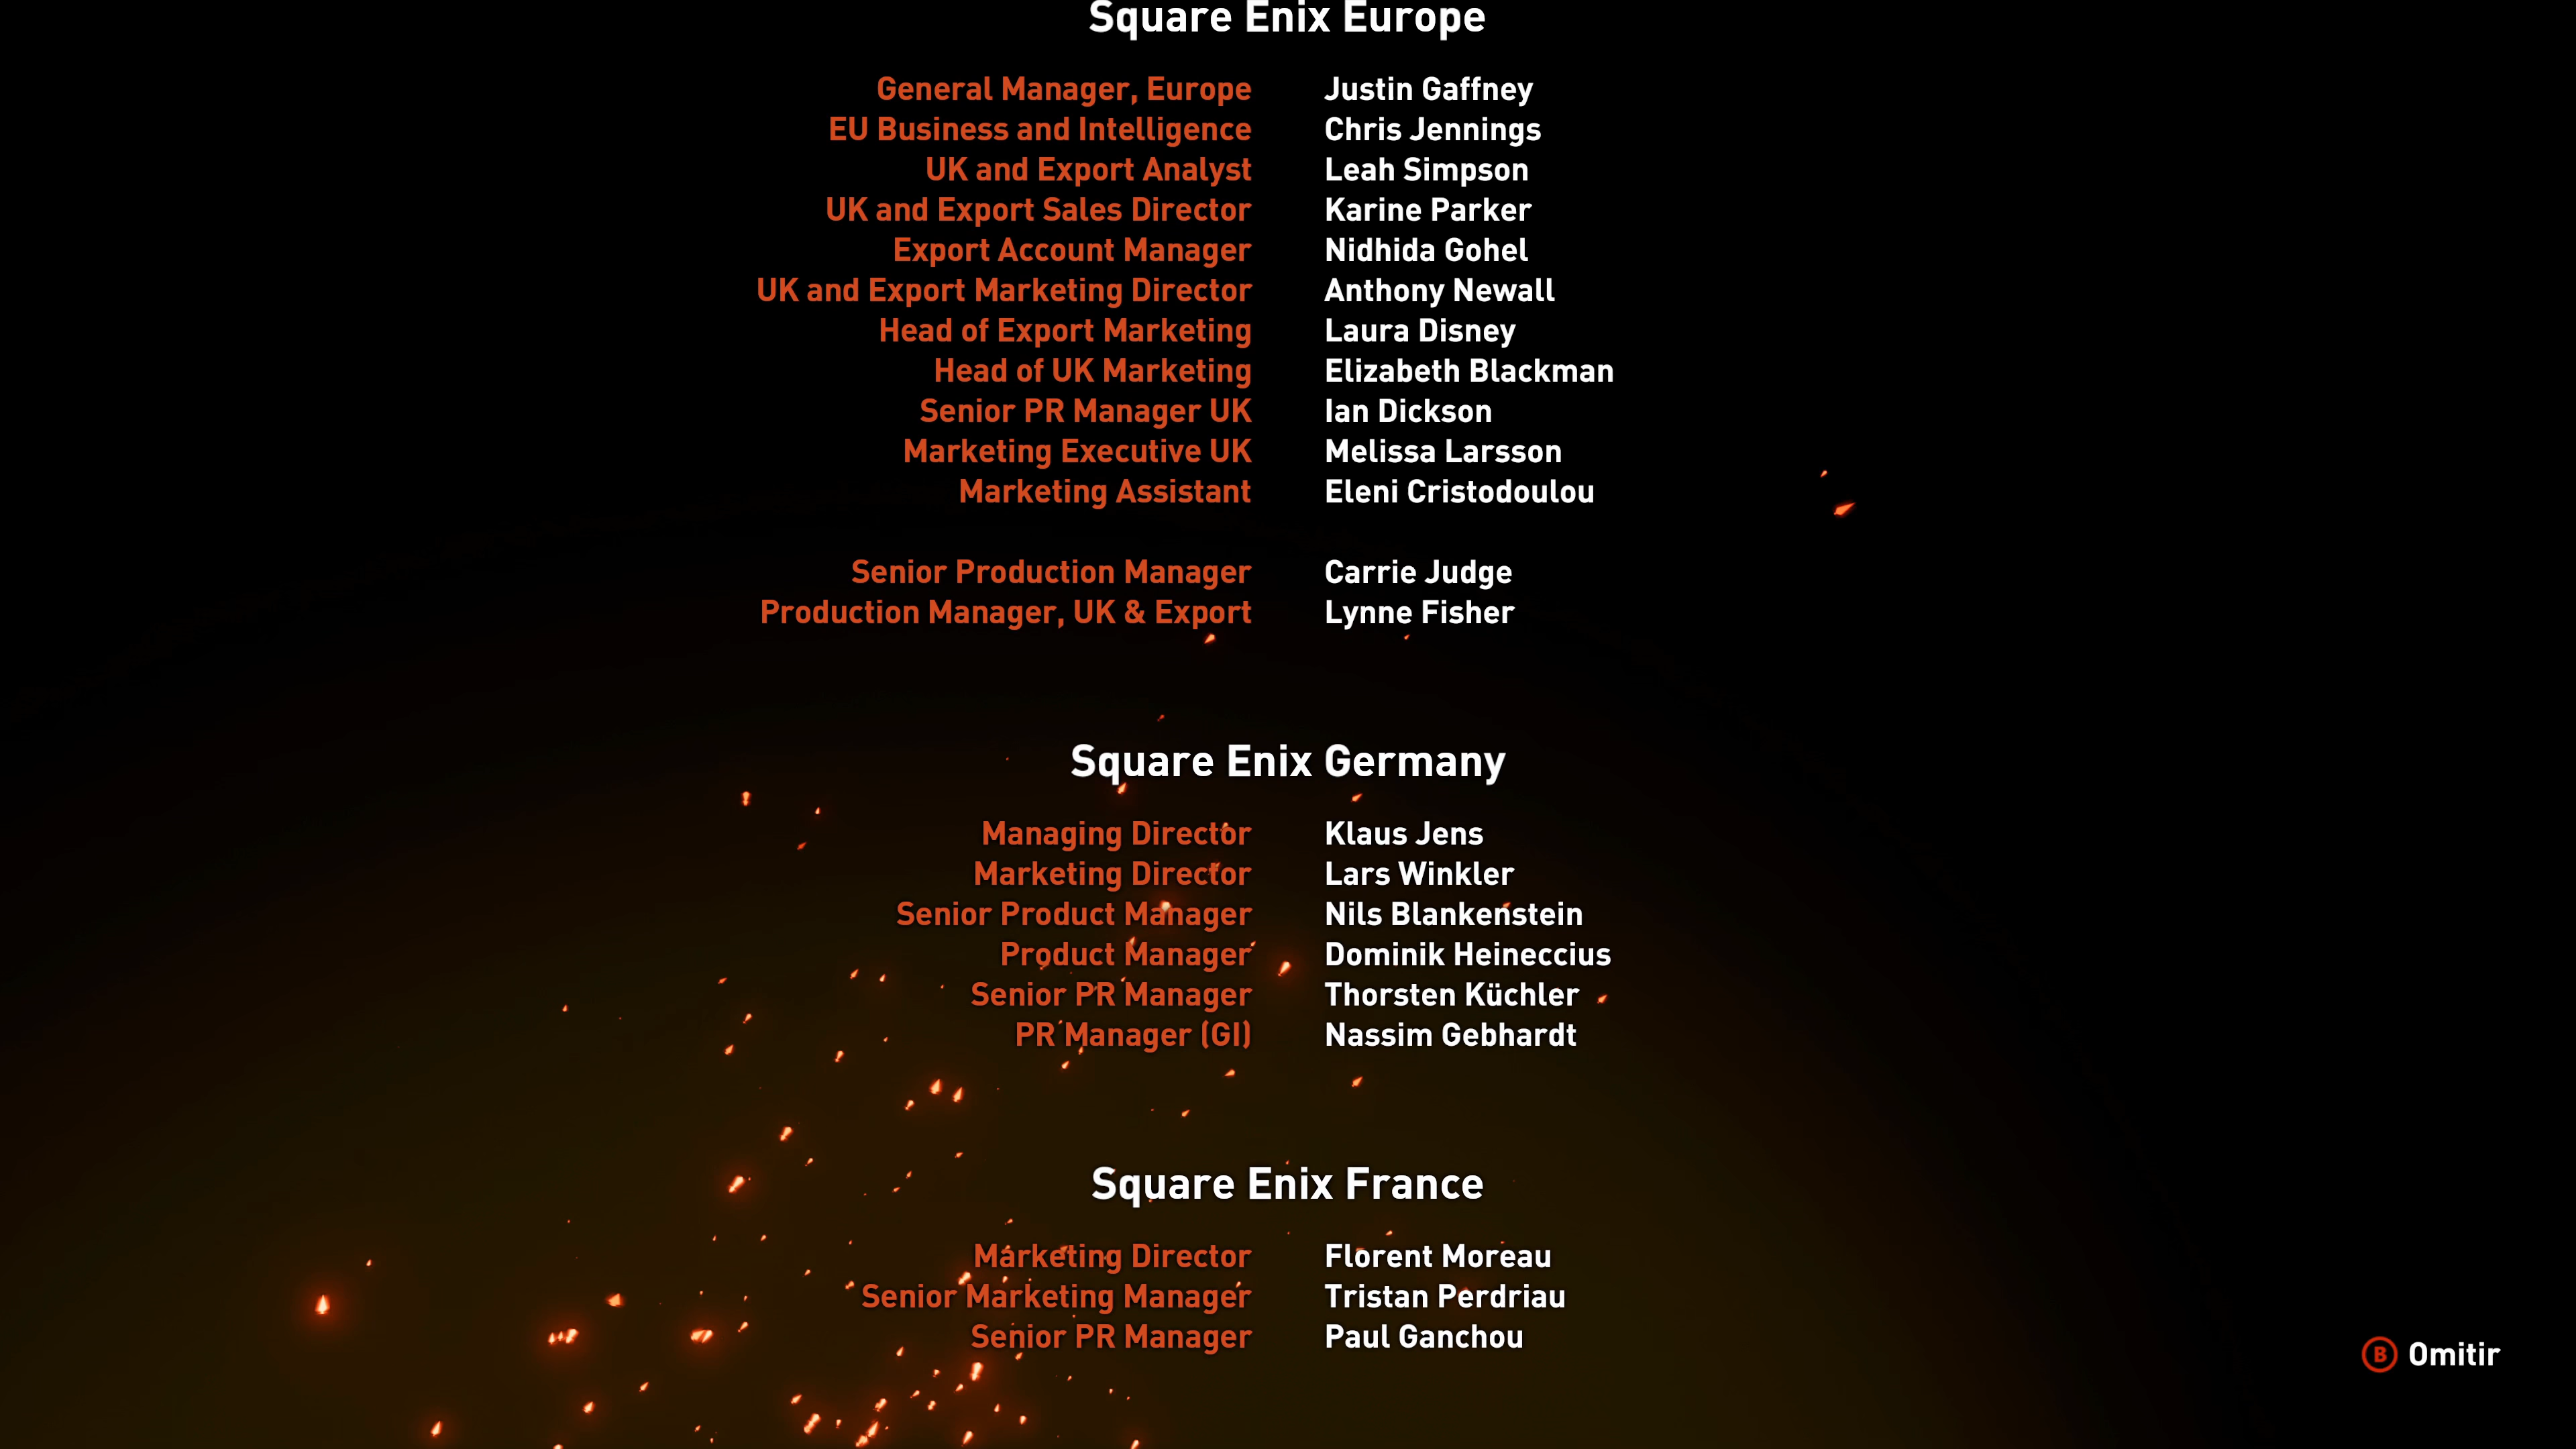 Square Enix Europe
General Manager, Europe Justin Gaffney
EU Business and Intelligence Chris Jennings
UK and Export Analyst Leah Simpson
UK and Export Sales Director Karine Parker
Export Account Manager Nidhida Gohel
UK and Export Marketing Director Anthony Newall
Head of Export Marketing Laura Disney
Head of UK Marketing Elizabeth Blackman
Senior PR Manager UK Ian Dickson
Marketing Executive UK Melissa Larsson
Marketing Assistant Eleni Cristodoulou
Senior Production Manager Carrie Judge
Production Manager, UK & Export Lynne Fisher
Square Enix Germany
Managing Director Klaus Jens
Marketing Director Lars Winkler
Senior Product Manager Nils Blankenstein
Product Manager Dominik Heineccius
Senior PR Manager Thorsten Küchler
PR Manager (GI) Nassim Gebhardt
Square Enix France
Marketing Director Florent Moreau
Senior Marketing Manager Tristan Perdriau
Senior PR Manager Paul Ganchou
B Omitir